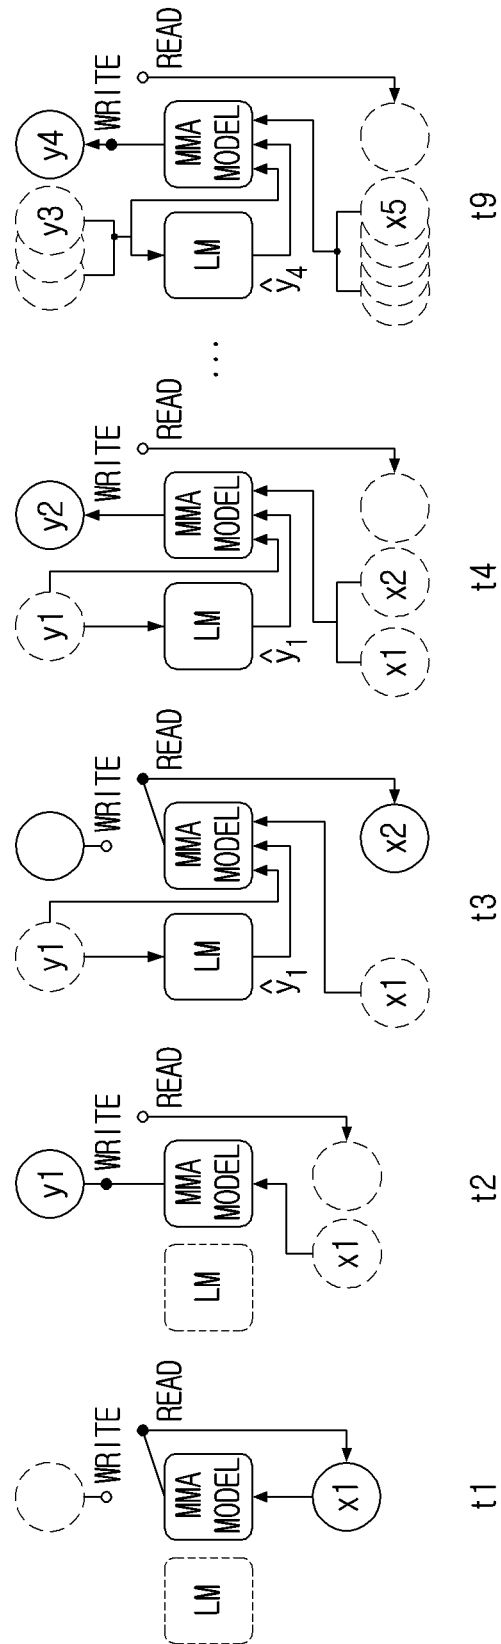 WRITE
READ
LM
MMA
MODEL
x1
t1
y1
WRITE
READ
LM
MMA
MODEL
x1
t2
y1
WRITE
READ
LM
MMA
MODEL
ŷ1
x1
x2
t3
y1
y2
WRITE
READ
LM
MMA
MODEL
ŷ1
x1
x2
t4
...
y3
y4
WRITE
READ
LM
MMA
MODEL
ŷ4
x5
t9